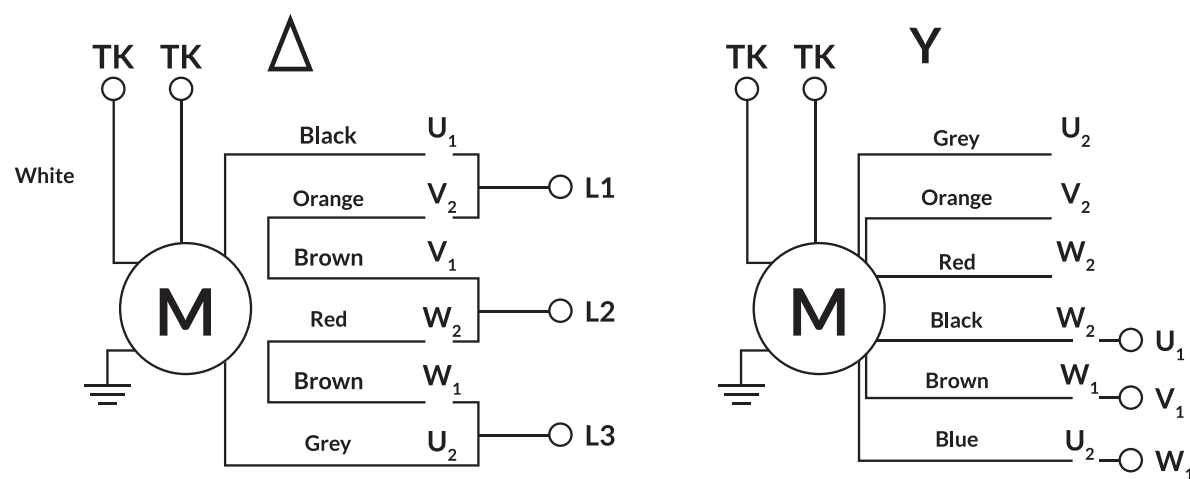 TK TK Δ
White
Black U1
Orange V2
L1
Brown V1
L2
Red W2
Brown W1
L3
Grey U2
M
TK TK Y
Grey U2
Orange V2
Red W2
Black W2 U1
Brown W1 V1
Blue U2 W1
M